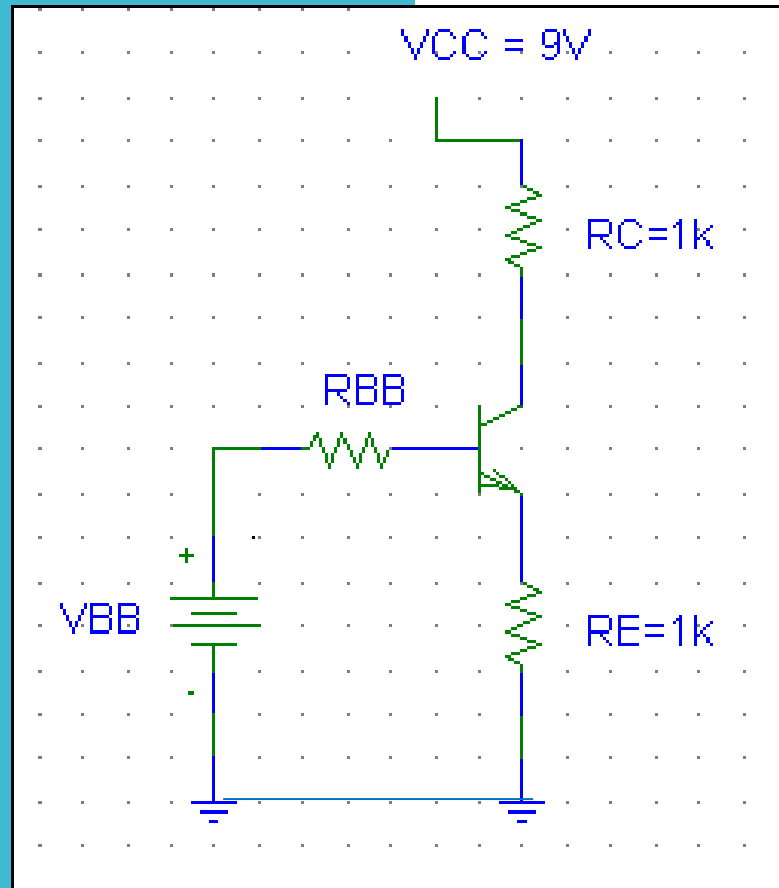 VCC = 9V
RC=1k
RBB
+
VBB
RE=1k
-